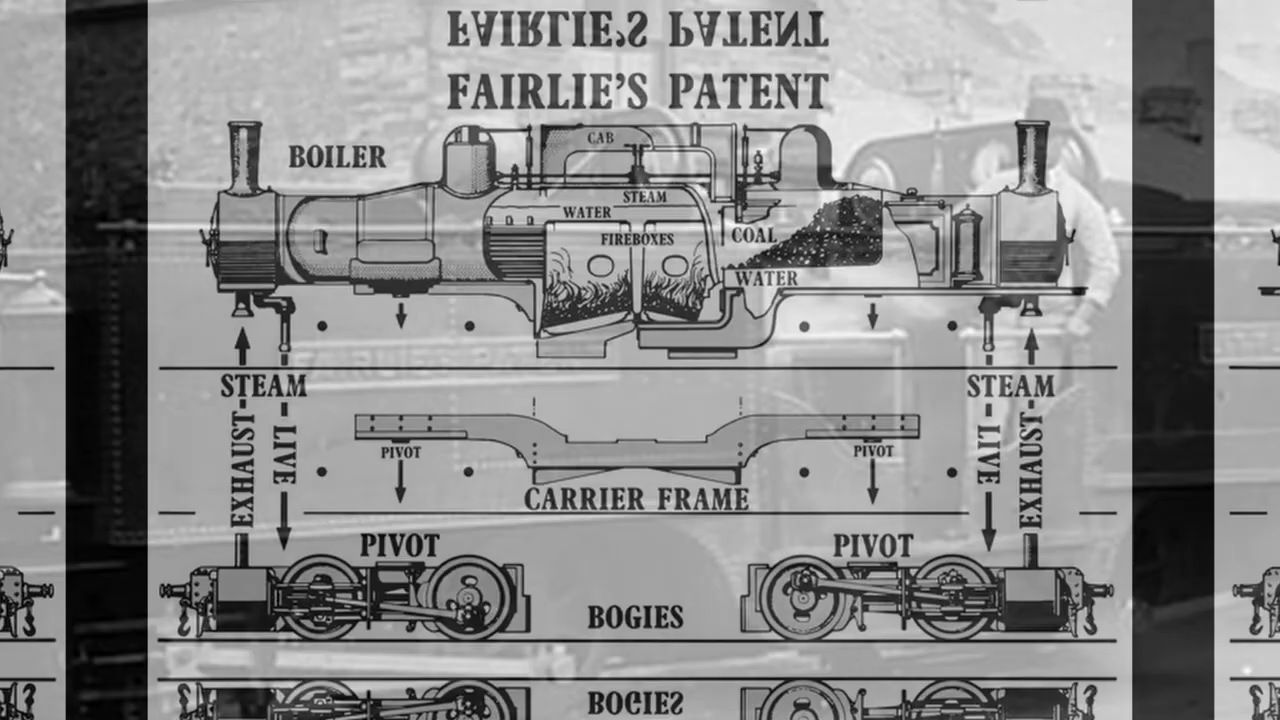 FAIRLIE'S PATENT
FAIRLIE'S PATENT
BOILER
CAB
STEAM
WATER
FIREBOXES
COAL
WATER
STEAM
STEAM
EXHAUST
LIVE
LIVE
EXHAUST
PIVOT
PIVOT
CARRIER FRAME
PIVOT
PIVOT
BOGIES
BOGIES